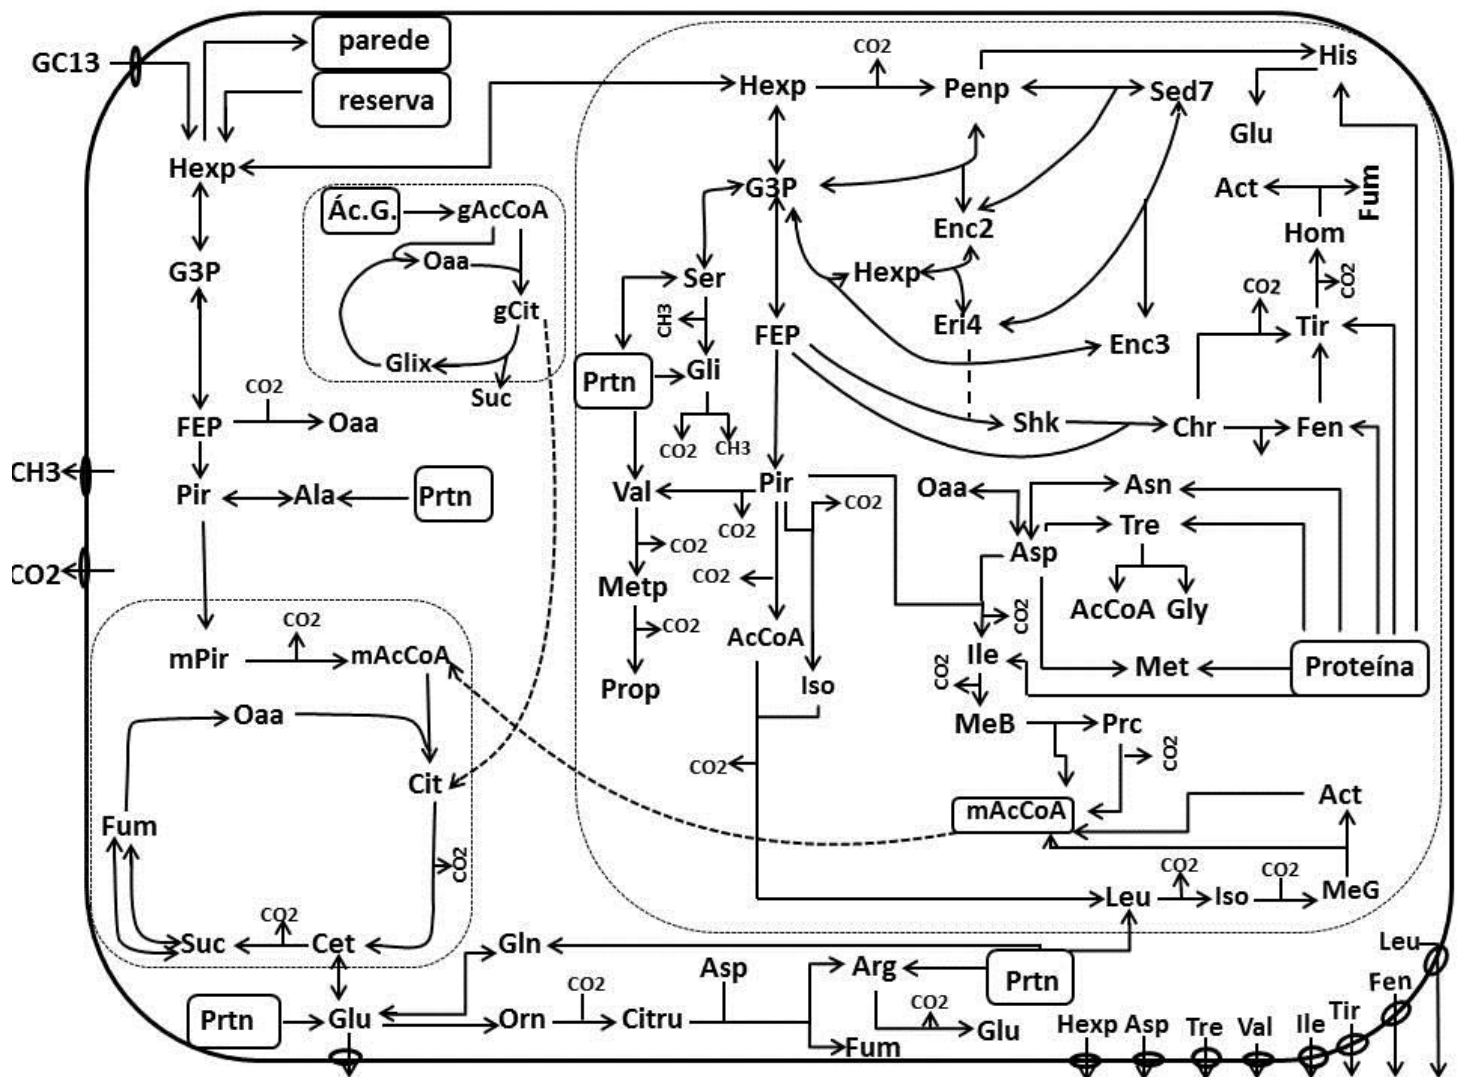 GC13
parede
reserva
Hexp
G3P
FEP
CO2
Oaa
CH3
Pir
Ala
Prtn
CO2
Ác.G.
gAcCoA
Oaa
gCit
Glix
Suc
mPir
CO2
mAcCoA
Oaa
Cit
CO2
Fum
Suc
CO2
Cet
Gln
Prtn
Glu
Orn
CO2
Citru
Asp
Arg
Fum
CO2
Glu
Prtn
Hexp
CO2
Penp
Sed7
His
Glu
G3P
Enc2
Hexp
Eri4
Enc3
Act
Fum
Hom
CO2
CO2
Tir
Ser
CH3
Gli
Prtn
CO2
CH3
FEP
Shk
Chr
Fen
Val
CO2
Pir
CO2
CO2
Metp
CO2
CO2
Prop
AcCoA
Iso
CO2
Oaa
Asn
Tre
Asp
AcCoA
Gly
CO2
Ile
CO2
Met
Proteína
MeB
Prc
CO2
mAcCoA
Act
Leu
CO2
Iso
CO2
MeG
Leu
Fen
Tir
Ile
Val
Tre
Asp
Hexp